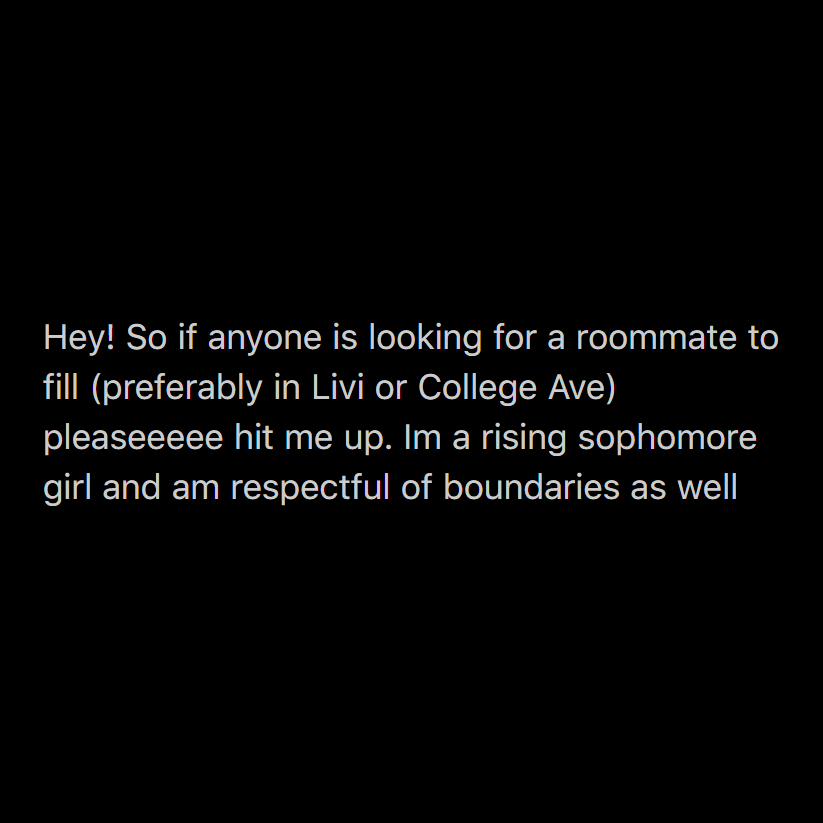 Hey! So if anyone is looking for a roommate to
fill (preferably in Livi or College Ave)
pleaseeeee hit me up. Im a rising sophomore
girl and am respectful of boundaries as well